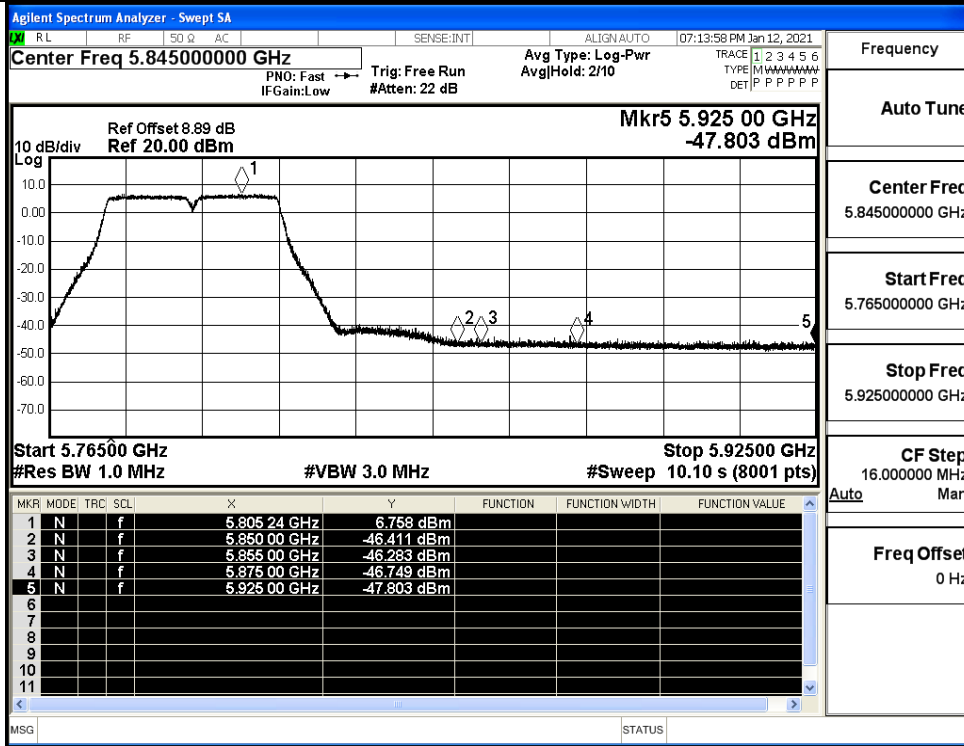 Agilent Spectrum Analyzer - Swept SA
LXI RL RF 50 Ω AC SENSE:INT ALIGN AUTO 07:13:58 PM Jan 12, 2021
Center Freq 5.845000000 GHz
PNO: Fast
IFGain:Low
Trig: Free Run
#Atten: 22 dB
Avg Type: Log-Pwr
Avg|Hold: 2/10
TRACE 1 2 3 4 5 6
TYPE M WWWWW
DET P P P P P P
Ref Offset 8.89 dB
Ref 20.00 dBm
10 dB/div
Log
Mkr5 5.925 00 GHz
-47.803 dBm
10.0
0.00
-10.0
-20.0
-30.0
-40.0
-50.0
-60.0
-70.0
1
2
3
4
5
Start 5.76500 GHz
Stop 5.92500 GHz
#Res BW 1.0 MHz
#VBW 3.0 MHz
#Sweep 10.10 s (8001 pts)
MKR MODE TRC SCL X Y FUNCTION FUNCTION WIDTH FUNCTION VALUE
1 N f 5.805 24 GHz 6.758 dBm
2 N f 5.850 00 GHz -46.411 dBm
3 N f 5.855 00 GHz -46.283 dBm
4 N f 5.875 00 GHz -46.749 dBm
5 N f 5.925 00 GHz -47.803 dBm
6
7
8
9
10
11
MSG
STATUS
Frequency
Auto Tune
Center Freq
5.845000000 GHz
Start Freq
5.765000000 GHz
Stop Freq
5.925000000 GHz
CF Step
16.000000 MHz
Auto Man
Freq Offset
0 Hz